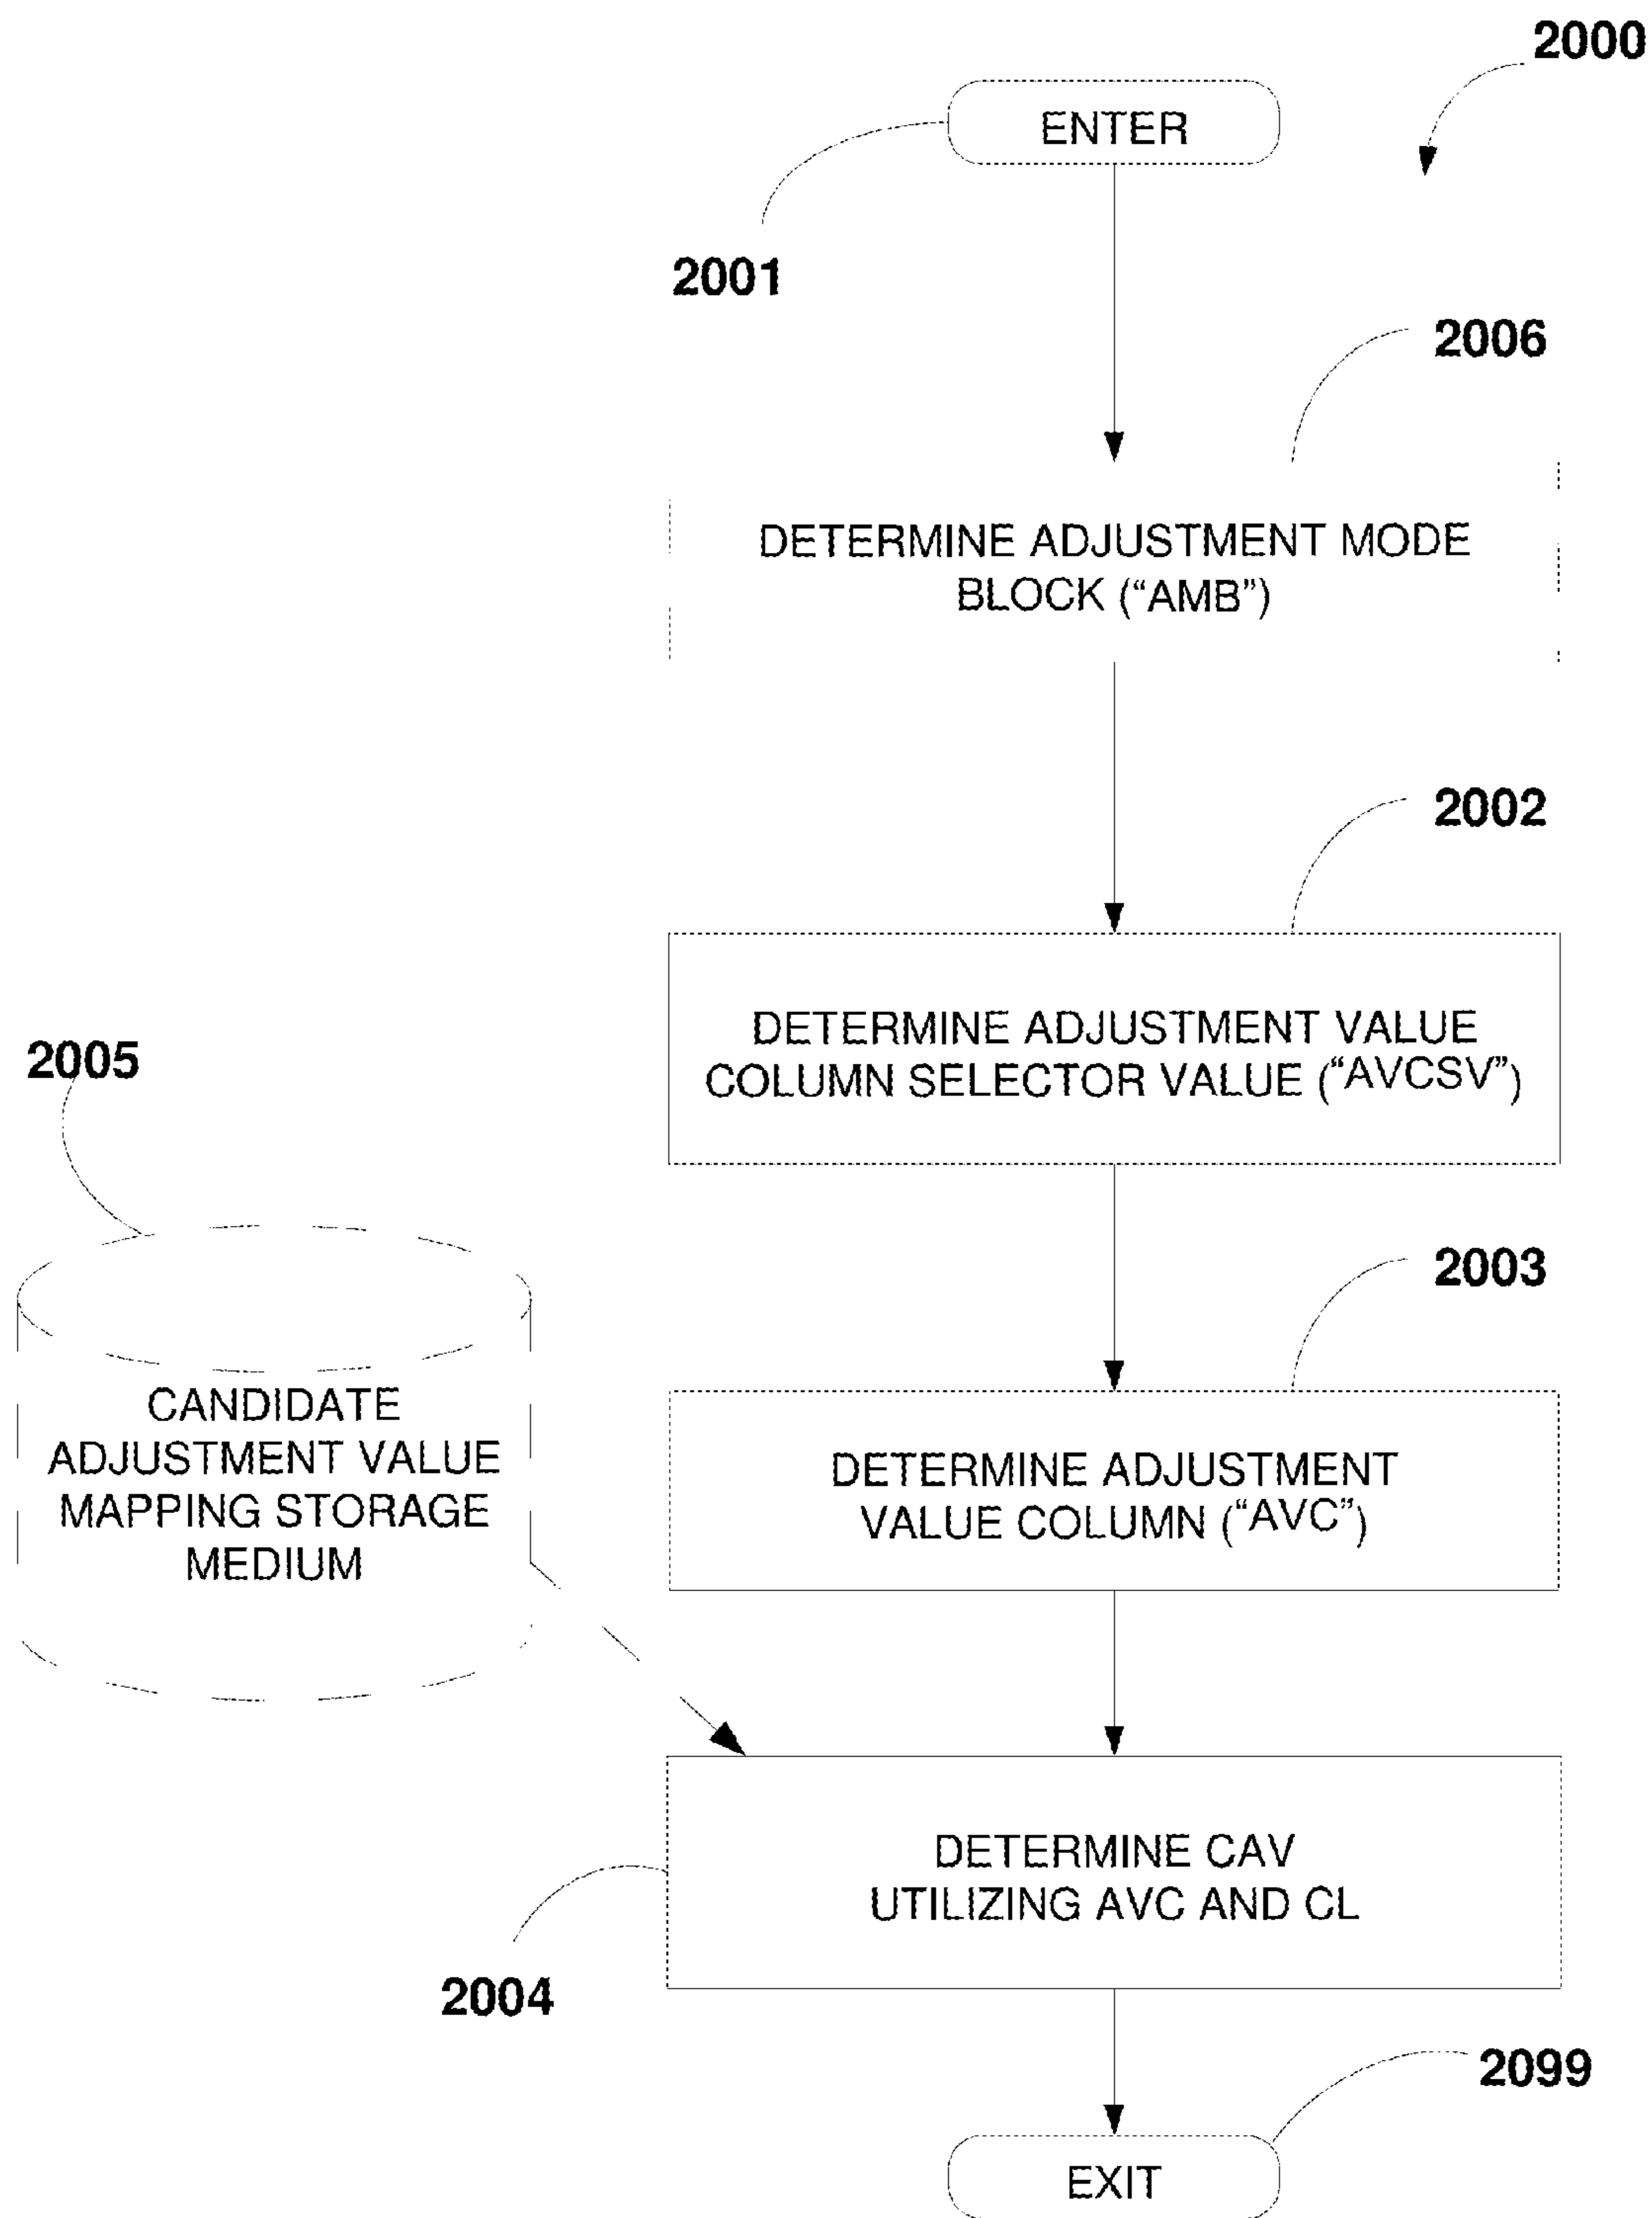 2000
ENTER
2001
2006
DETERMINE ADJUSTMENT MODE
BLOCK (“AMB”)
2002
DETERMINE ADJUSTMENT VALUE
COLUMN SELECTOR VALUE (“AVCSV”)
2005
2003
CANDIDATE
ADJUSTMENT VALUE
MAPPING STORAGE
MEDIUM
DETERMINE ADJUSTMENT
VALUE COLUMN (“AVC”)
DETERMINE CAV
UTILIZING AVC AND CL
2004
2099
EXIT